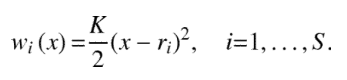 wᵢ(x) = K/2 (x − rᵢ)², i=1, . . . , S.